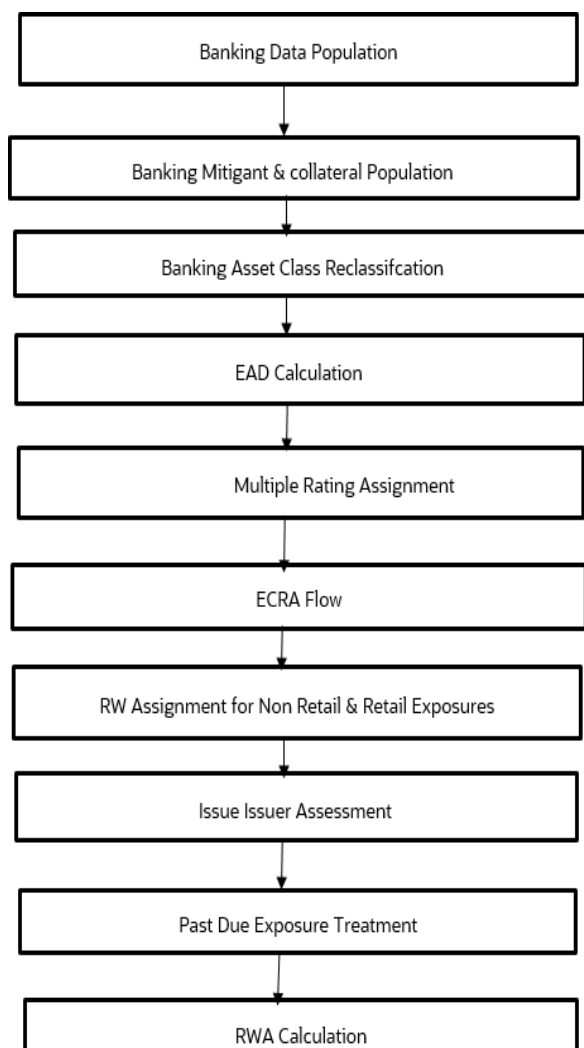 Banking Data Population
Banking Mitigant & collateral Population
Banking Asset Class Reclassifcation
EAD Calculation
Multiple Rating Assignment
ECRA Flow
RW Assignment for Non Retail & Retail Exposures
Issue Issuer Assessment
Past Due Exposure Treatment
RWA Calculation